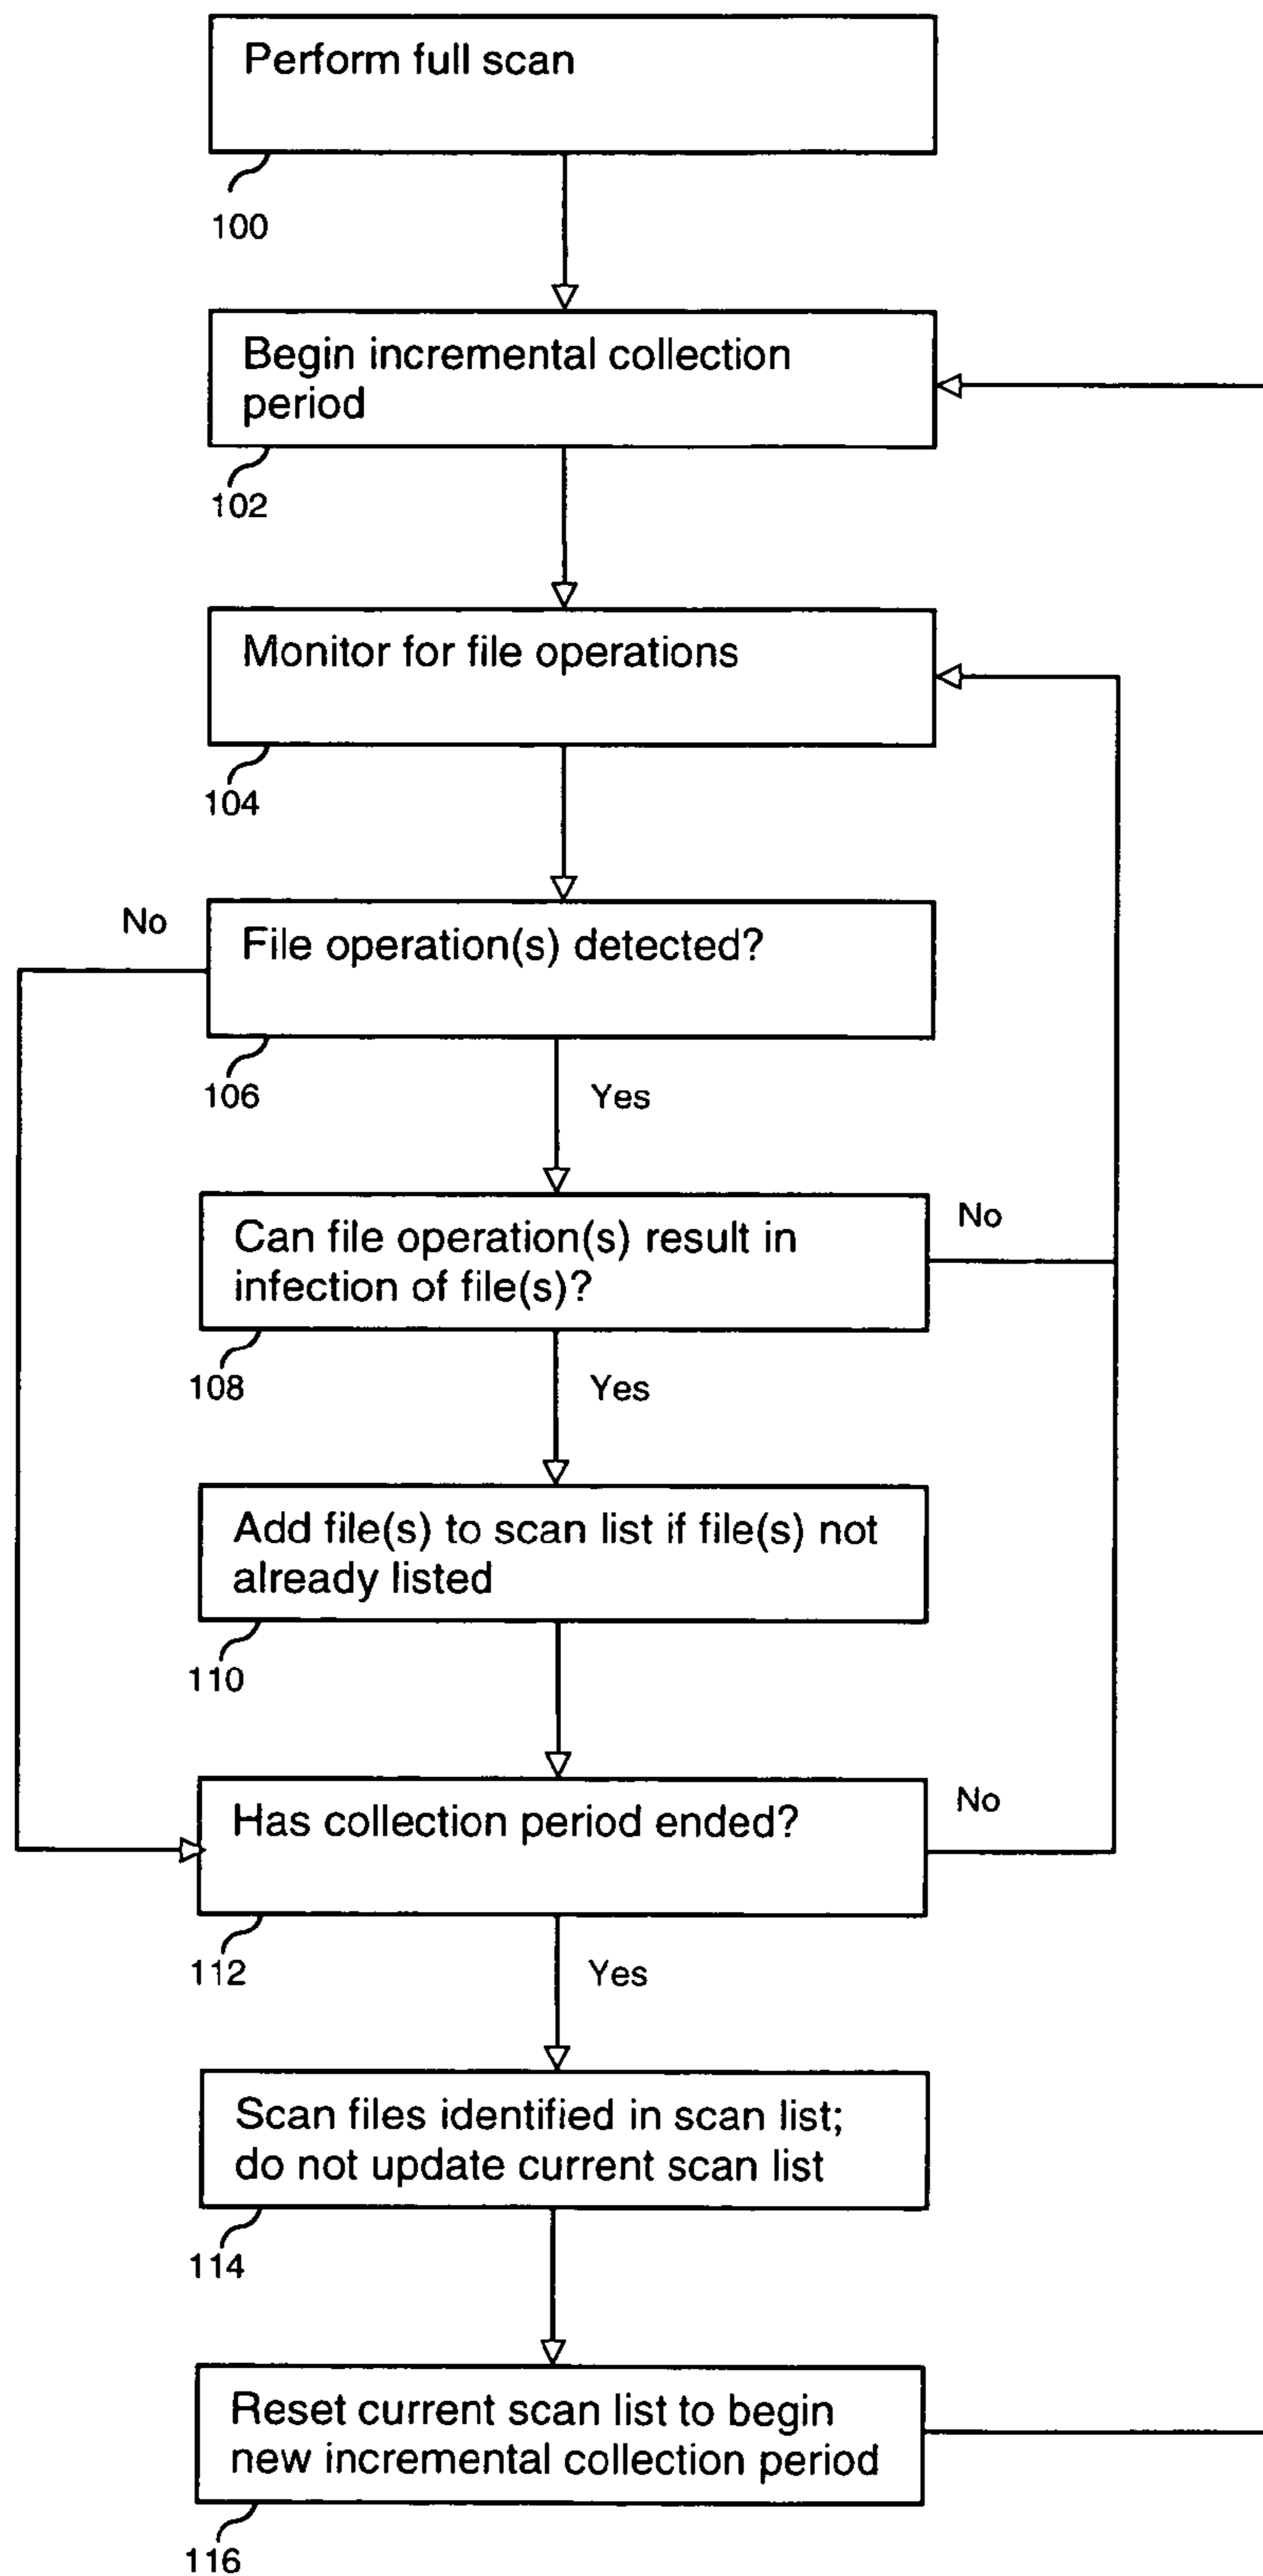 Perform full scan
100
Begin incremental collection
period
102
Monitor for file operations
104
No
File operation(s) detected?
106
Yes
Can file operation(s) result in
infection of file(s)?
No
108
Yes
Add file(s) to scan list if file(s) not
already listed
110
Has collection period ended?
No
112
Yes
Scan files identified in scan list;
do not update current scan list
114
Reset current scan list to begin
new incremental collection period
116